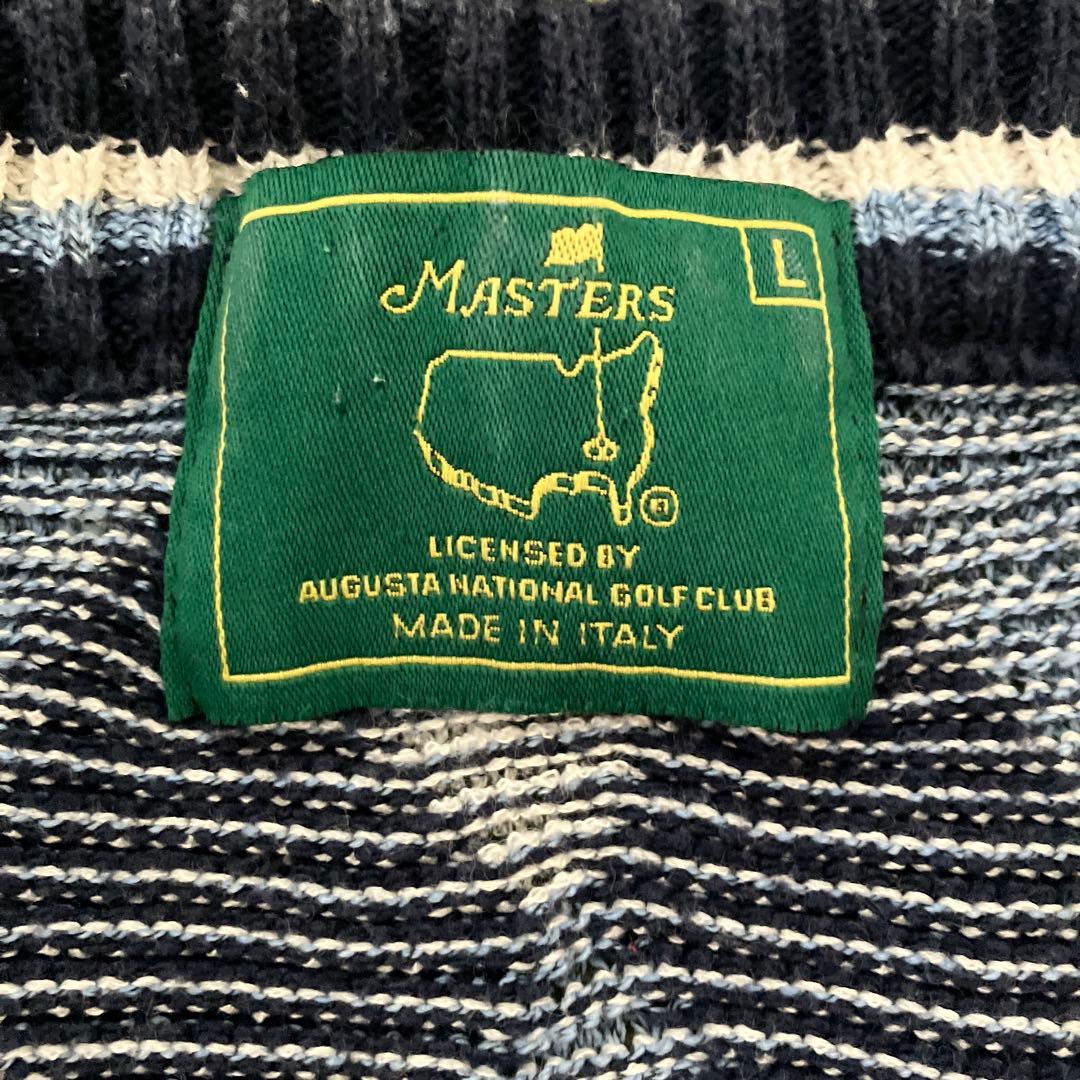 L
MASTERS
®
LICENSED BY
AUGUSTA NATIONAL GOLF CLUB
MADE IN ITALY